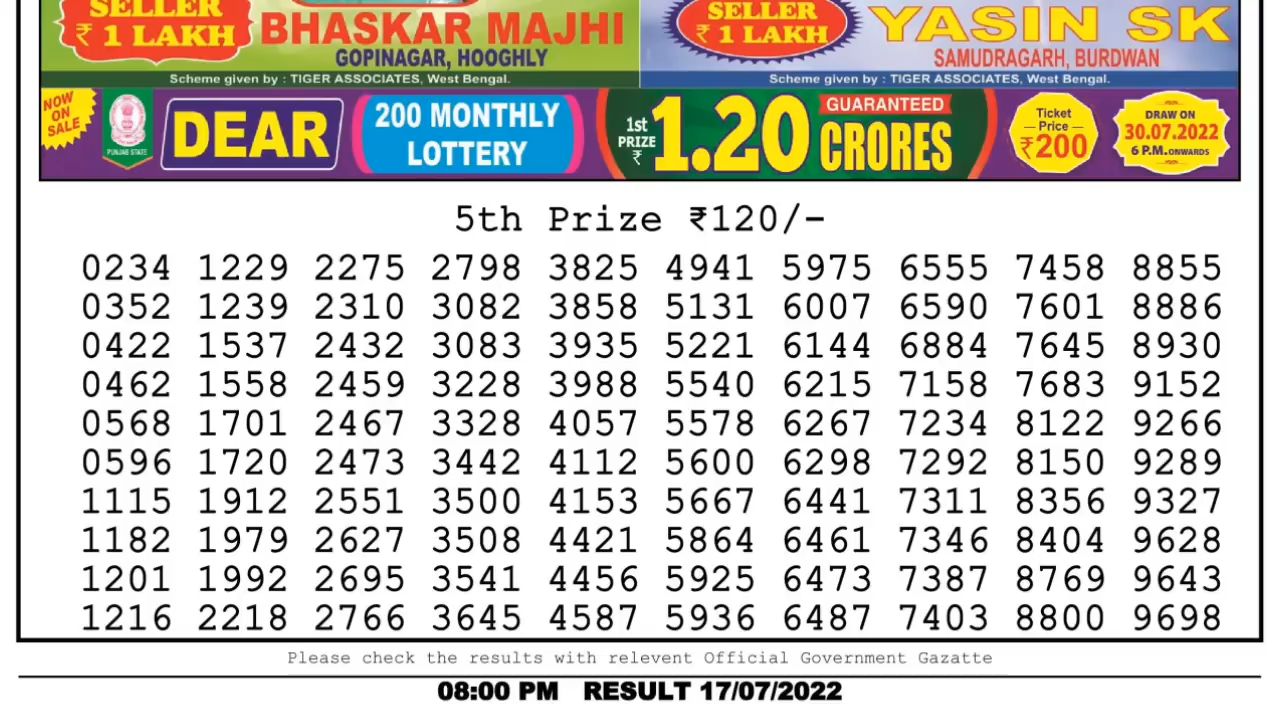 SELLER
₹ 1 LAKH
BHASKAR MAJHI
GOPINAGAR, HOOGHLY
Scheme given by : TIGER ASSOCIATES, West Bengal.
SELLER
₹ 1 LAKH
YASIN SK
SAMUDRAGARH, BURDWAN
Scheme given by : TIGER ASSOCIATES, West Bengal.
NOW
ON
SALE
PUNJAB STATE
DEAR
200 MONTHLY
LOTTERY
1st
PRIZE
₹
1.20
GUARANTEED
CRORES
Ticket
Price
₹200
DRAW ON
30.07.2022
6 P.M. ONWARDS
5th Prize ₹120/-
0234 1229 2275 2798 3825 4941 5975 6555 7458 8855
0352 1239 2310 3082 3858 5131 6007 6590 7601 8886
0422 1537 2432 3083 3935 5221 6144 6884 7645 8930
0462 1558 2459 3228 3988 5540 6215 7158 7683 9152
0568 1701 2467 3328 4057 5578 6267 7234 8122 9266
0596 1720 2473 3442 4112 5600 6298 7292 8150 9289
1115 1912 2551 3500 4153 5667 6441 7311 8356 9327
1182 1979 2627 3508 4421 5864 6461 7346 8404 9628
1201 1992 2695 3541 4456 5925 6473 7387 8769 9643
1216 2218 2766 3645 4587 5936 6487 7403 8800 9698
Please check the results with relevent Official Government Gazatte
08:00 PM RESULT 17/07/2022